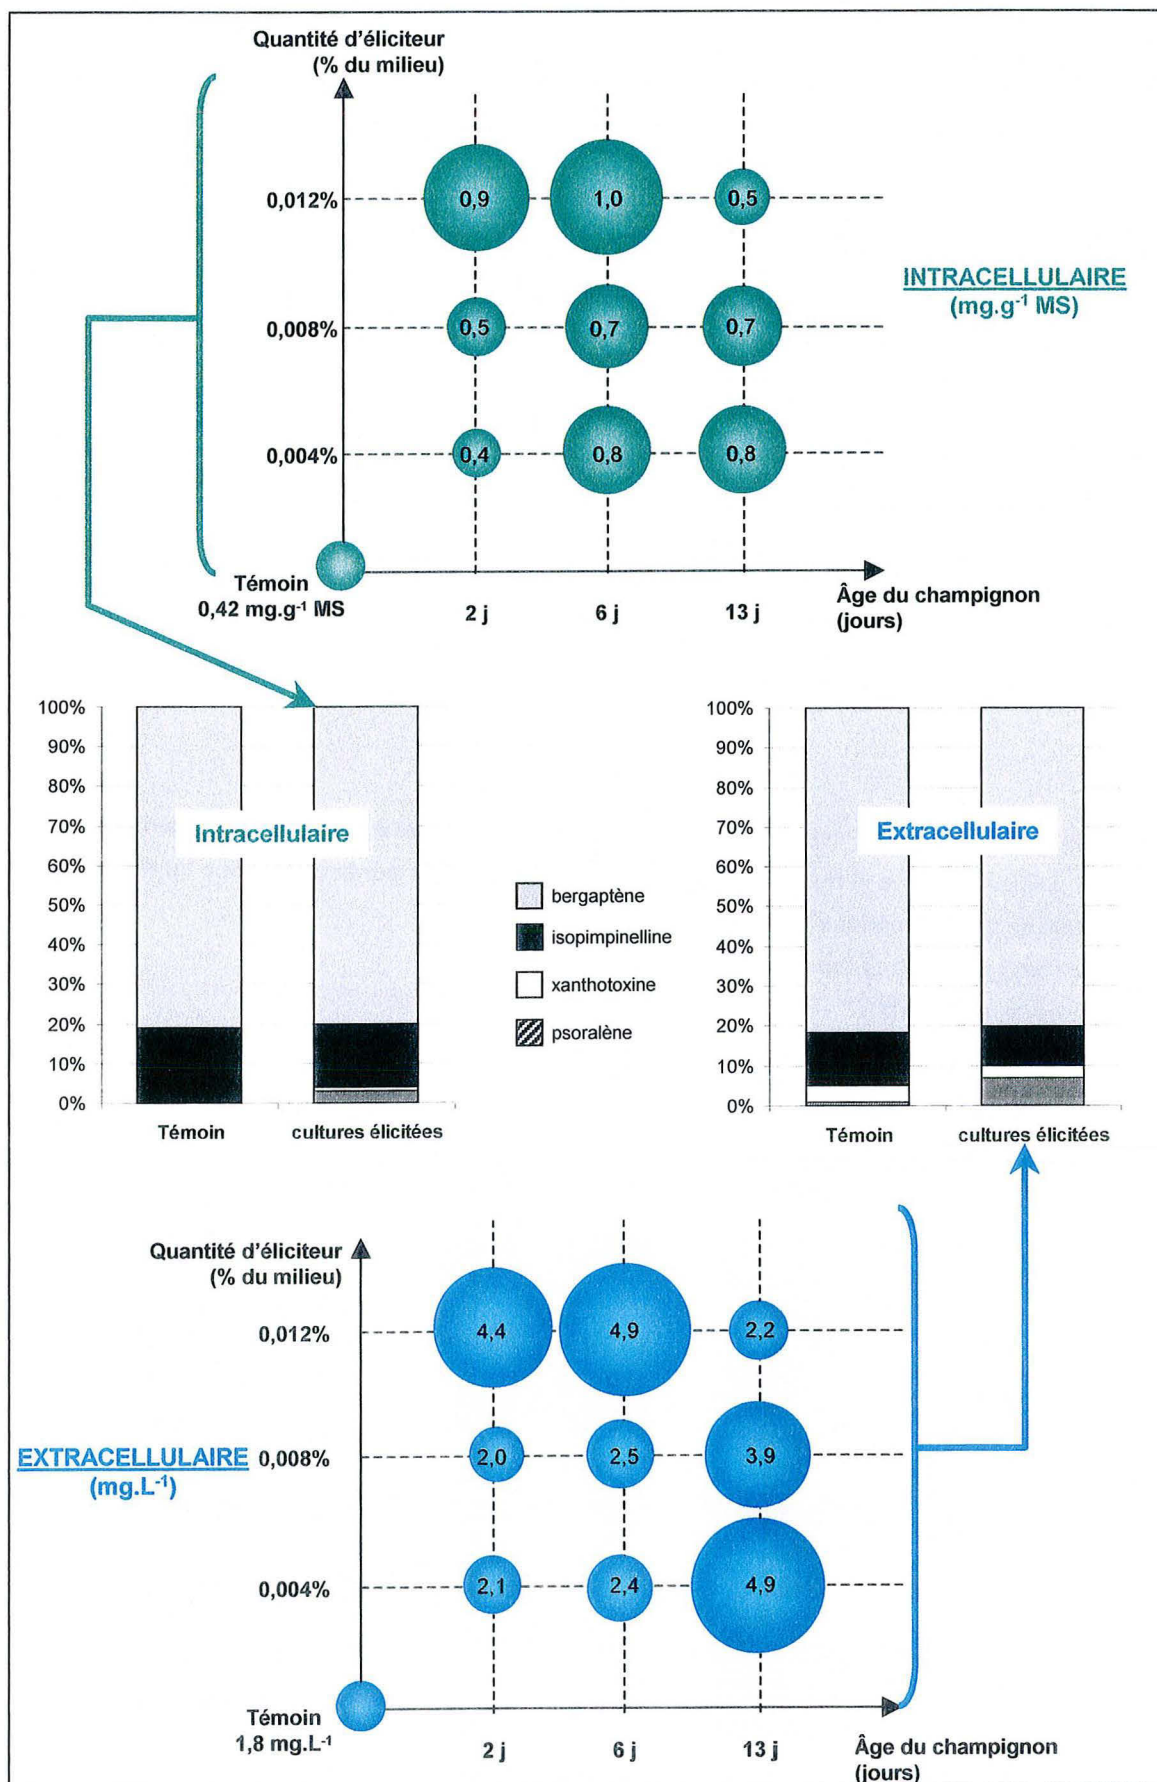 Quantité d'éliciteur
(% du milieu)
0,012%
0,9
1,0
0,5
INTRACELLULAIRE
(mg.g⁻¹ MS)
0,008%
0,5
0,7
0,7
0,004%
0,4
0,8
0,8
Témoin
0,42 mg.g⁻¹ MS
2 j
6 j
13 j
Âge du champignon
(jours)
100%
90%
80%
70%
60%
50%
40%
30%
20%
10%
0%
Intracellulaire
Témoin
cultures élicitées
bergaptène
isopimpinelline
xanthotoxine
psoralène
100%
90%
80%
70%
60%
50%
40%
30%
20%
10%
0%
Extracellulaire
Témoin
cultures élicitées
Quantité d'éliciteur
(% du milieu)
0,012%
4,4
4,9
2,2
EXTRACELLULAIRE
(mg.L⁻¹)
0,008%
2,0
2,5
3,9
0,004%
2,1
2,4
4,9
Témoin
1,8 mg.L⁻¹
2 j
6 j
13 j
Âge du champignon
(jours)